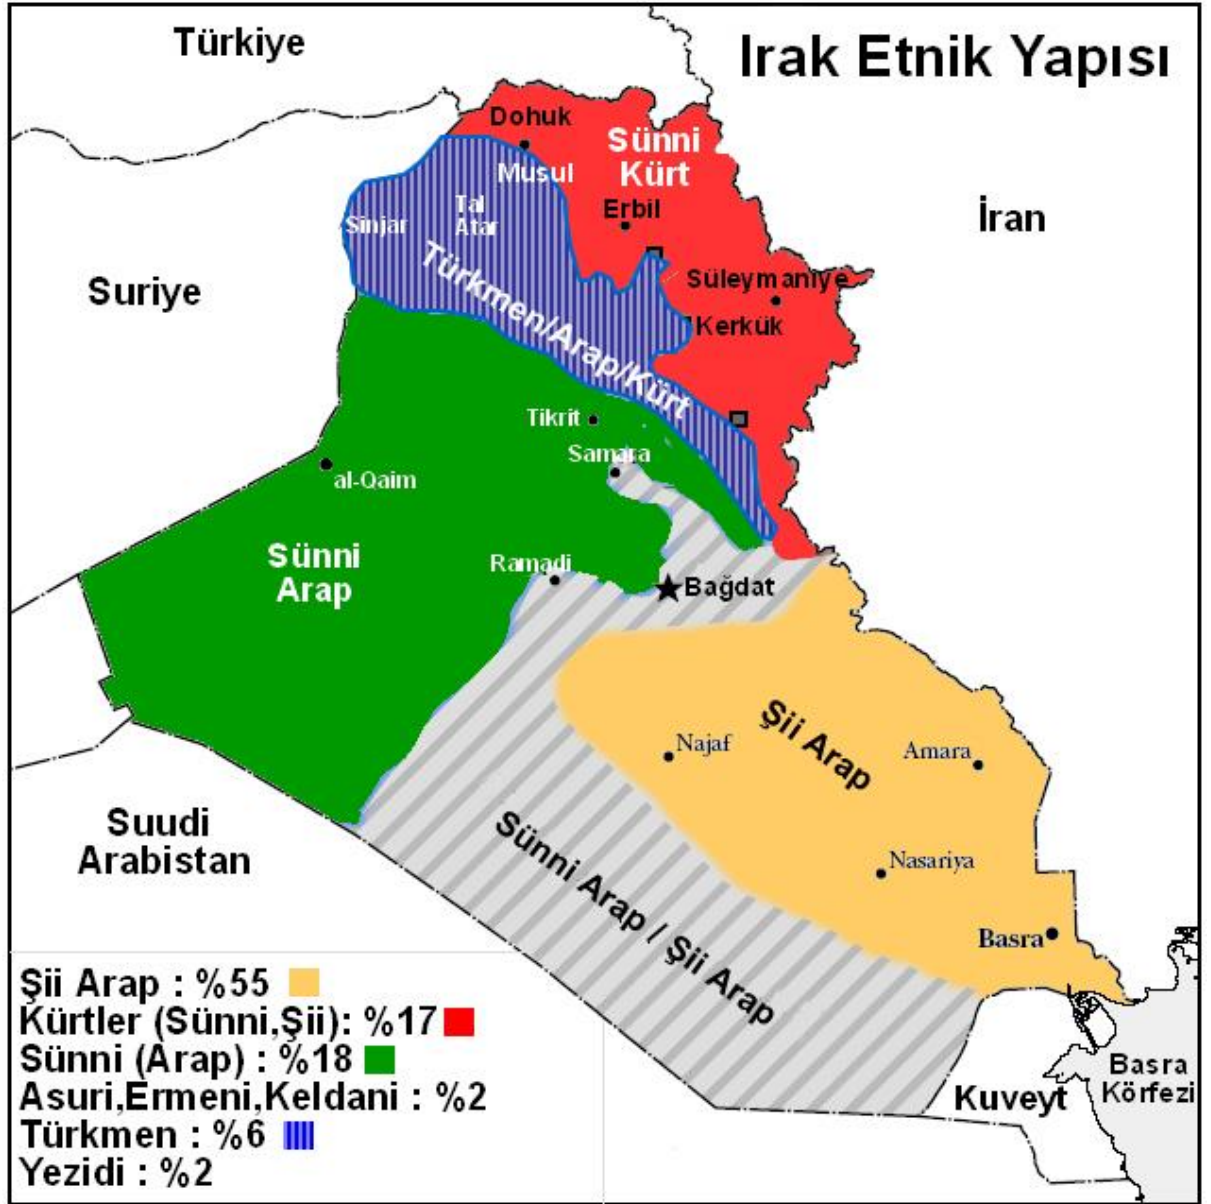 Türkiye
Irak Etnik Yapısı
Dohuk
Sünni
Kürt
Musul
Tal
Atar
Sinjar
Erbil
İran
Suriye
Türkmen/Arap/Kürt
Süleymaniye
Kerkük
Tikrit
Samara
al-Qaim
Sünni
Arap
Ramadi
Bağdat
Şii Arap
Najaf
Amara
Suudi
Arabistan
Sünni Arap / Şii Arap
Nasariya
Basra
Şii Arap : %55
Kürtler (Sünni,Şii): %17
Sünni (Arap) : %18
Asuri,Ermeni,Keldani : %2
Türkmen : %6
Yezidi : %2
Kuveyt
Basra
Körfezi